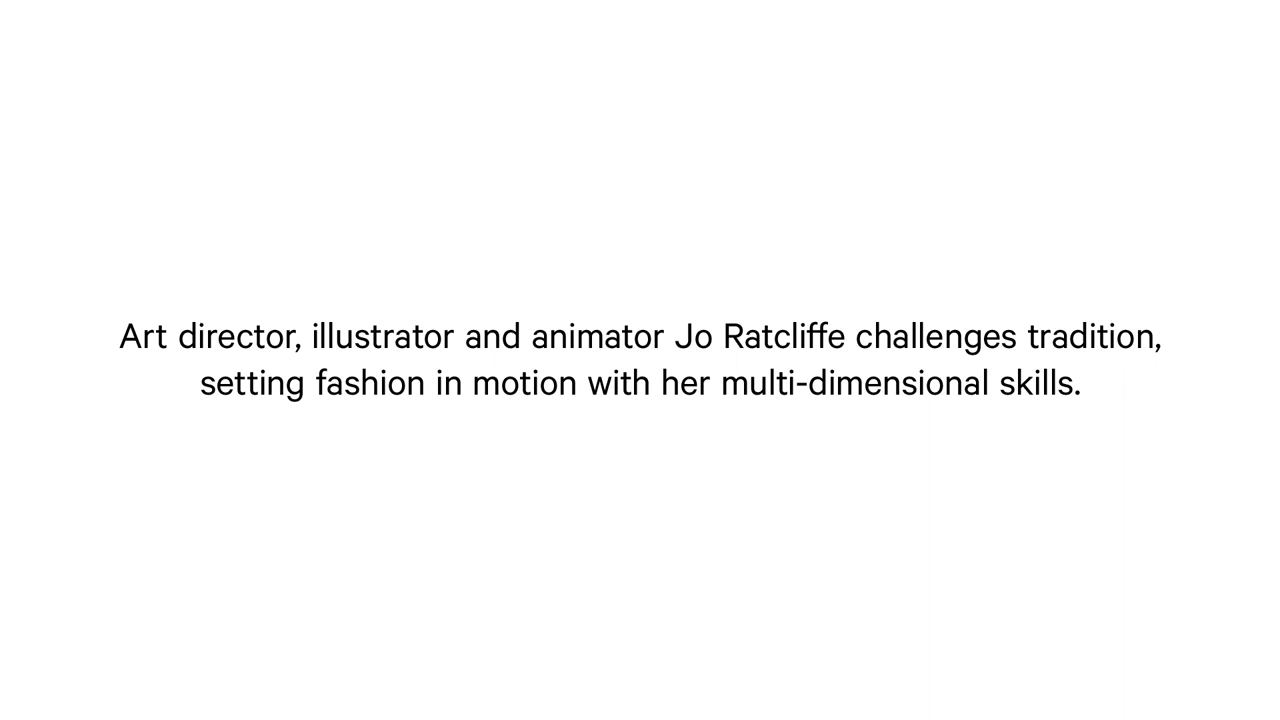 Art director, illustrator and animator Jo Ratcliffe challenges tradition,
setting fashion in motion with her multi-dimensional skills.